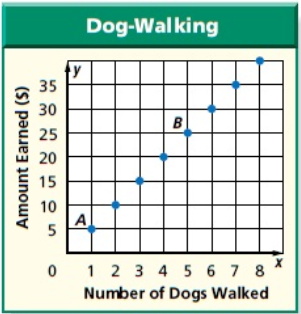 Dog-Walking
y
Amount Earned ($)
35
30
25
20
15
10
5
B
A
0 1 2 3 4 5 6 7 8 x
Number of Dogs Walked